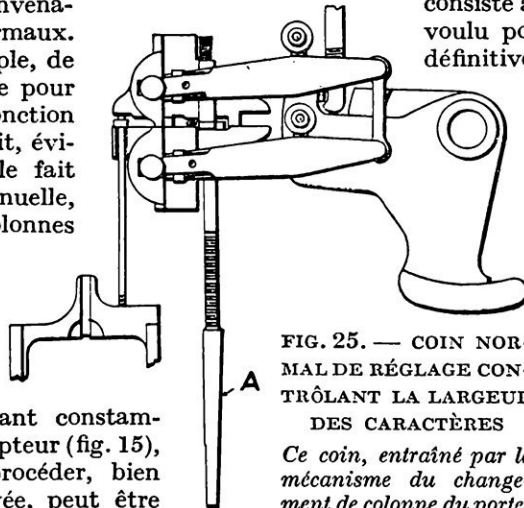 nvena-
rmaux.
ple, de
e pour
onction
it, évi-
le fait
nuelle,
olonnes
ant constam-
pteur (fig. 15),
rocéder, bien
vée, peut être
consiste à
voulu po
définitive
A
FIG. 25. — COIN NOR-
MAL DE RÉGLAGE CON-
TRÔLANT LA LARGEUR
DES CARACTÈRES
Ce coin, entraîné par le
mécanisme du change-
ment de colonne du porte-